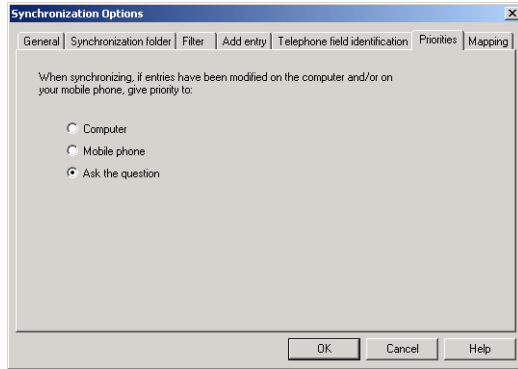 Synchronization Options
General Synchronization folder Filter Add entry Telephone field identification Priorities Mapping
When synchronizing, if entries have been modified on the computer and/or on
your mobile phone, give priority to:
Computer
Mobile phone
Ask the question
OK Cancel Help